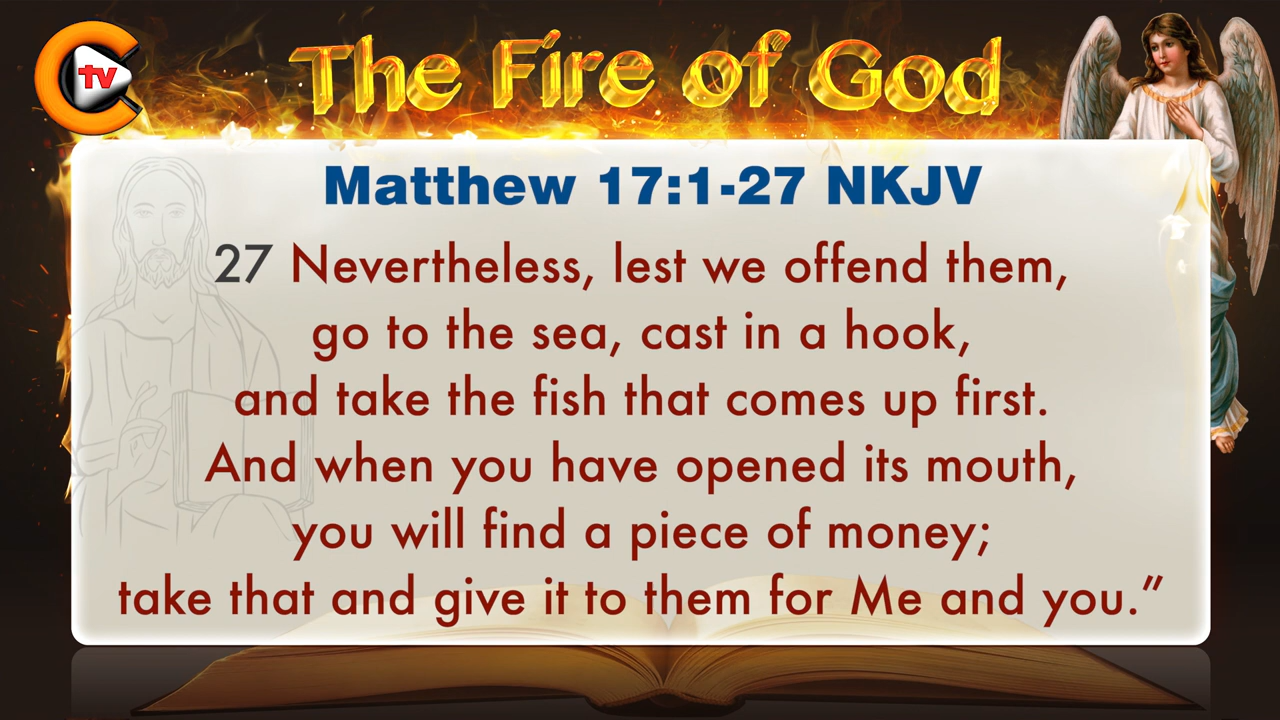 tv
The Fire of God
Matthew 17:1-27 NKJV
27 Nevertheless, lest we offend them,
go to the sea, cast in a hook,
and take the fish that comes up first.
And when you have opened its mouth,
you will find a piece of money;
take that and give it to them for Me and you.”